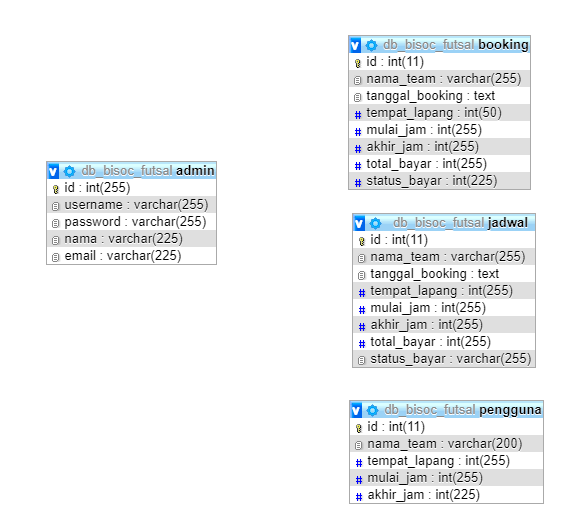 db_bisoc_futsal booking
id : int(11)
nama_team : varchar(255)
tanggal_booking : text
tempat_lapang : int(50)
mulai_jam : int(255)
akhir_jam : int(255)
total_bayar : int(255)
status_bayar : int(225)
db_bisoc_futsal admin
id : int(255)
username : varchar(255)
password : varchar(255)
nama : varchar(225)
email : varchar(225)
db_bisoc_futsal jadwal
id : int(11)
nama_team : varchar(255)
tanggal_booking : text
tempat_lapang : int(255)
mulai_jam : int(255)
akhir_jam : int(255)
total_bayar : int(255)
status_bayar : varchar(255)
db_bisoc_futsal pengguna
id : int(11)
nama_team : varchar(200)
tempat_lapang : int(255)
mulai_jam : int(255)
akhir_jam : int(225)